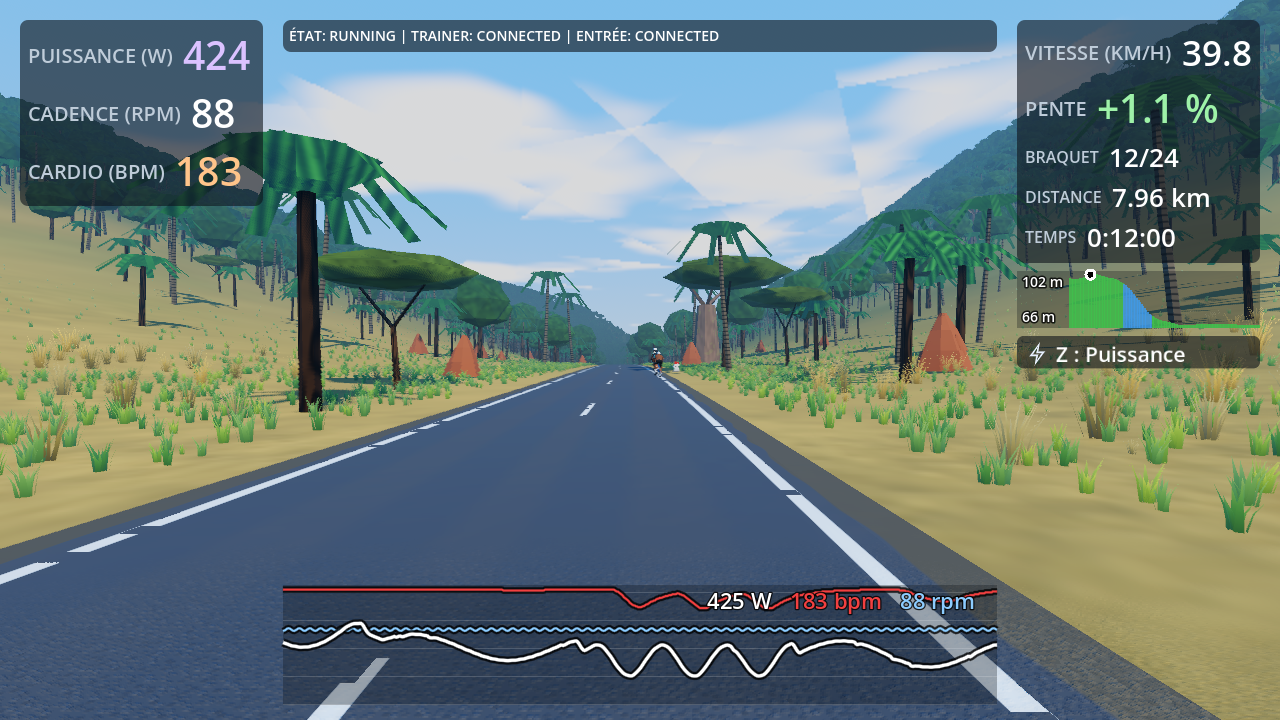 PUISSANCE (W) 424
CADENCE (RPM) 88
CARDIO (BPM) 183
ÉTAT: RUNNING | TRAINER: CONNECTED | ENTRÉE: CONNECTED
VITESSE (KM/H) 39.8
PENTE +1.1 %
BRAQUET 12/24
DISTANCE 7.96 km
TEMPS 0:12:00
102 m
66 m
Z : Puissance
425 W 183 bpm 88 rpm